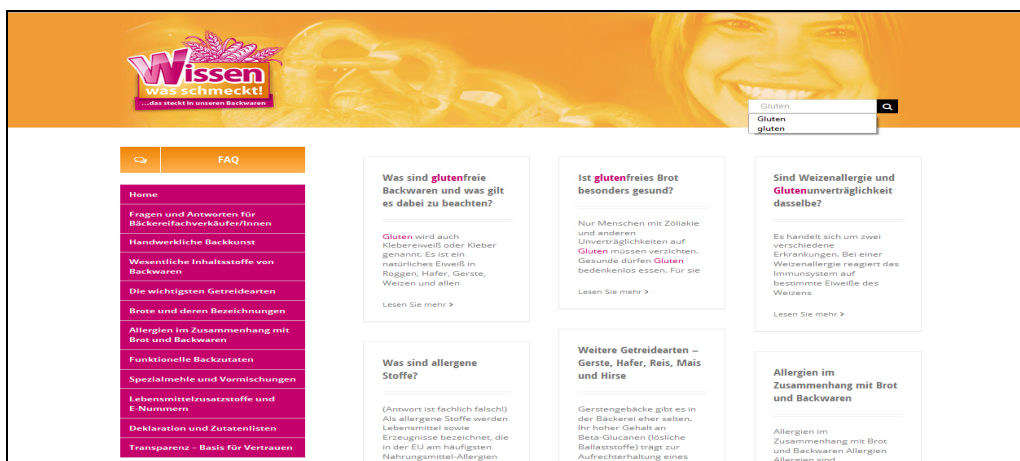 Wissen
was schmeckt!
...das steckt in unseren Backwaren
Gluten
Gluten
gluten
FAQ
Home
Fragen und Antworten für
Bäckereifachverkäufer/Innen
Handwerkliche Backkunst
Wesentliche Inhaltsstoffe von
Backwaren
Die wichtigsten Getreidearten
Brote und deren Bezeichnungen
Allergien im Zusammenhang mit
Brot und Backwaren
Funktionelle Backzutaten
Spezialmehle und Vormischungen
Lebensmittelzusatzstoffe und
E-Nummern
Deklaration und Zutatenlisten
Transparenz – Basis für Vertrauen
Was sind glutenfreie
Backwaren und was gilt
es dabei zu beachten?
Gluten wird auch
Klebereiweiß oder Kleber
genannt. Es ist ein
natürliches Eiweiß in
Roggen, Hafer, Gerste,
Weizen und allen
Lesen Sie mehr >
Was sind allergene
Stoffe?
(Antwort ist fachlich falsch!)
Als allergene Stoffe werden
Lebensmittel sowie
Erzeugnisse bezeichnet, die
in der EU am häufigsten
Nahrungsmittel-Allergien
Ist glutenfreies Brot
besonders gesund?
Nur Menschen mit Zöliakie
und anderen
Unverträglichkeiten auf
Gluten müssen verzichten.
Gesunde dürfen Gluten
bedenkenlos essen. Für sie
Lesen Sie mehr >
Weitere Getreidearten –
Gerste, Hafer, Reis, Mais
und Hirse
Gerstengebäcke gibt es in
der Bäckerei eher selten.
Ihr hoher Gehalt an
Beta-Glucanen (lösliche
Ballaststoffe) trägt zur
Aufrechterhaltung eines
Sind Weizenallergie und
Glutenunverträglichkeit
dasselbe?
Es handelt sich um zwei
verschiedene
Erkrankungen. Bei einer
Weizenallergie reagiert das
Immunsystem auf
bestimmte Eiweiße des
Weizens
Lesen Sie mehr >
Allergien im
Zusammenhang mit Brot
und Backwaren
Allergien im
Zusammenhang mit Brot
und Backwaren Allergien
Allergien sind